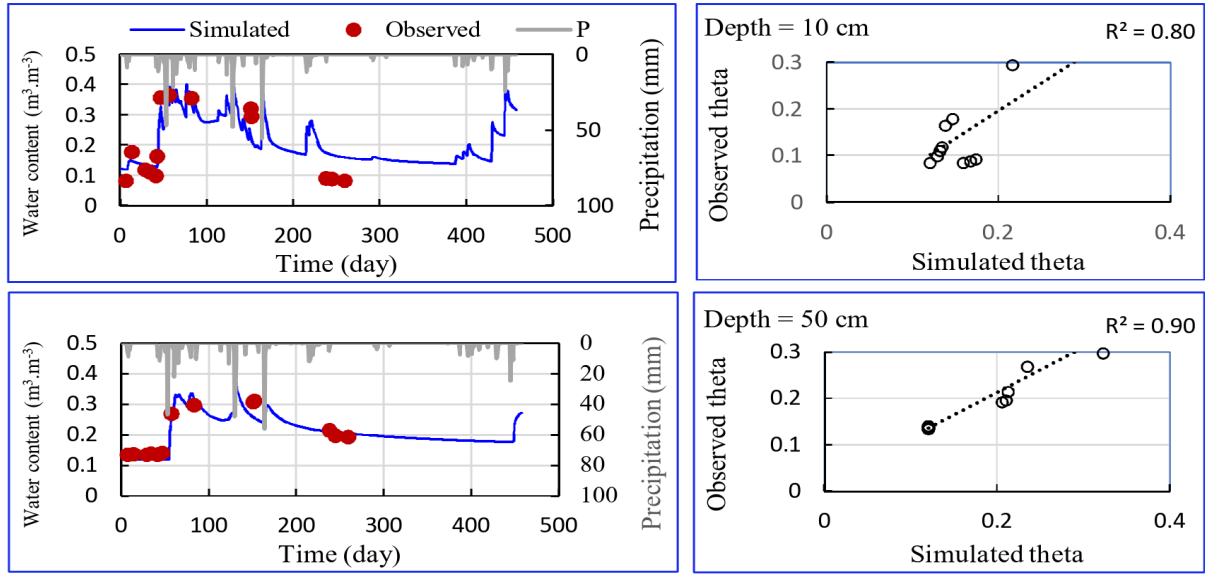 Simulated
Observed
P
Water content (m³.m⁻³)
0.5
0.4
0.3
0.2
0.1
0
0
50
100
Precipitation (mm)
0 100 200 300 400 500
Time (day)
Depth = 10 cm
R² = 0.80
Observed theta
0.3
0.2
0.1
0
0 0.2 0.4
Simulated theta
Water content (m³.m⁻³)
0.5
0.4
0.3
0.2
0.1
0
0
20
40
60
80
100
Precipitation (mm)
0 100 200 300 400 500
Time (day)
Depth = 50 cm
R² = 0.90
Observed theta
0.3
0.2
0.1
0
0 0.2 0.4
Simulated theta